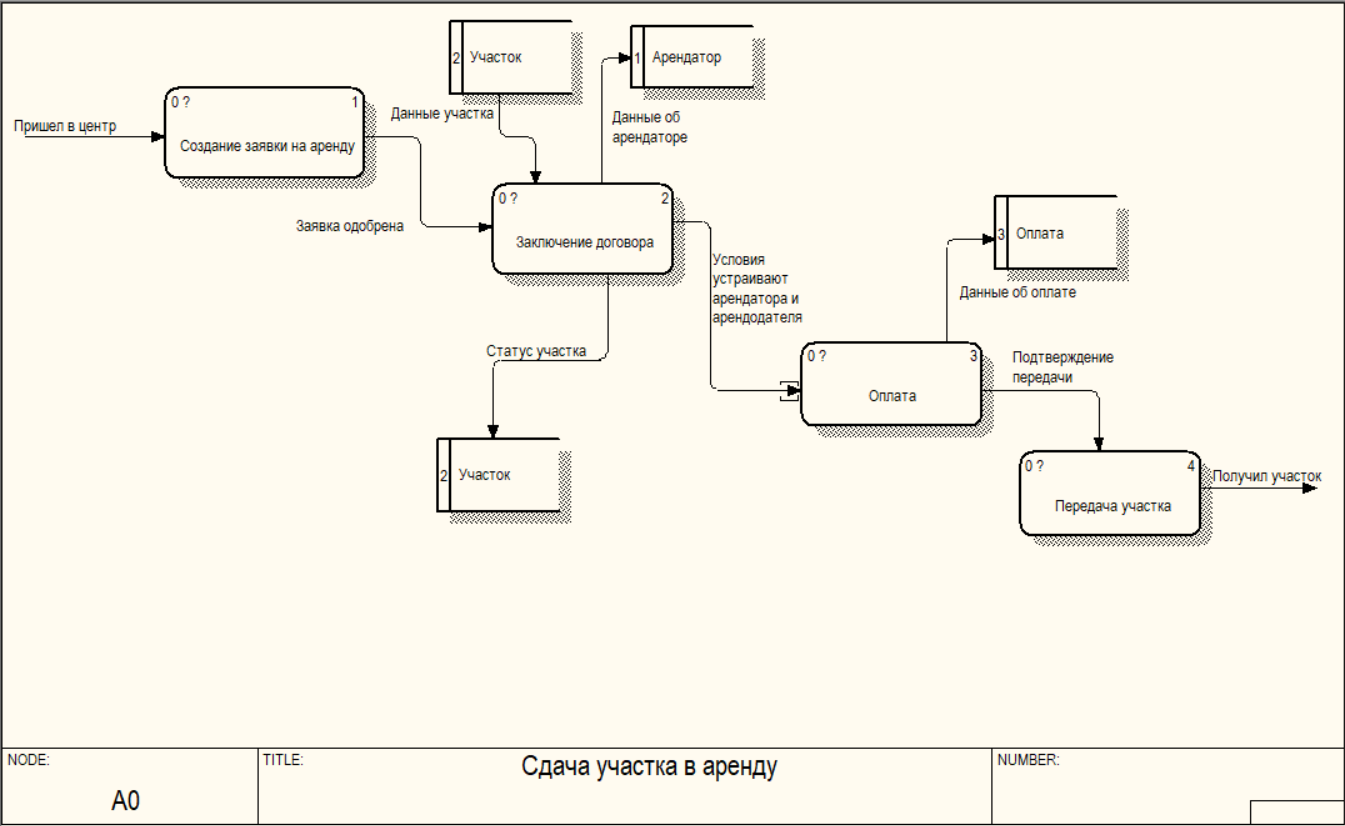 2 Участок
1 Арендатор
0 ? 1
Создание заявки на аренду
Пришел в центр
Данные участка
Данные об
арендаторе
0 ? 2
Заключение договора
Заявка одобрена
3 Оплата
Условия
устраивают
арендатора и
арендодателя
Данные об оплате
Статус участка
0 ? 3
Оплата
Подтверждение
передачи
2 Участок
0 ? 4
Передача участка
Получил участок
NODE:
A0
TITLE:
Сдача участка в аренду
NUMBER: